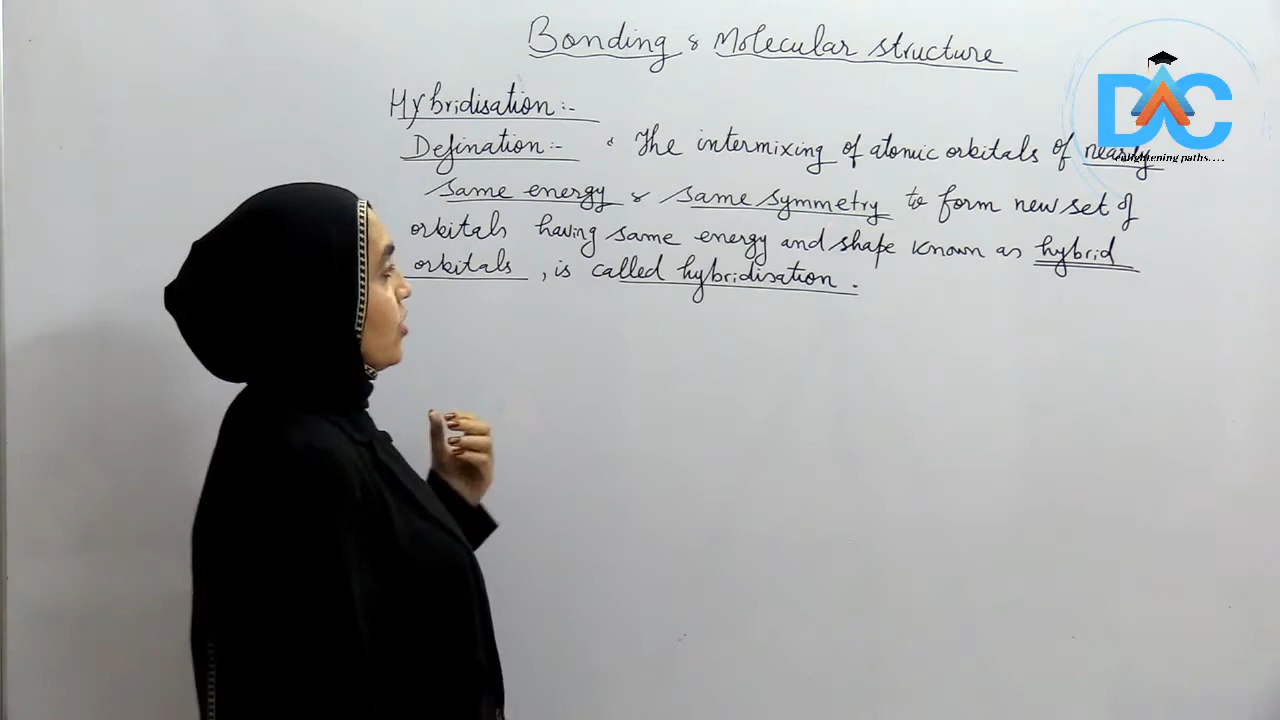 Bonding & Molecular structure
Hybridisation:-
Defination:- The intermixing of atomic orbitals of nearly
same energy & same symmetry to form new set of
orbitals having same energy and shape known as hybrid
orbitals, is called hybridisation.
DAC
enlightening paths....